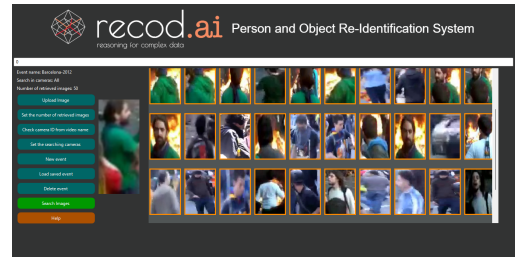 recod.ai
reasoning for complex data
Person and Object Re-Identification System
Event name: Barcelona-2012
Search in cameras: All
Number of retrieved images: 50
Upload Image
Set the number of retrieved images
Check camera ID from video name
Set the searching cameras
New event
Load saved event
Delete event
Search Images
Help